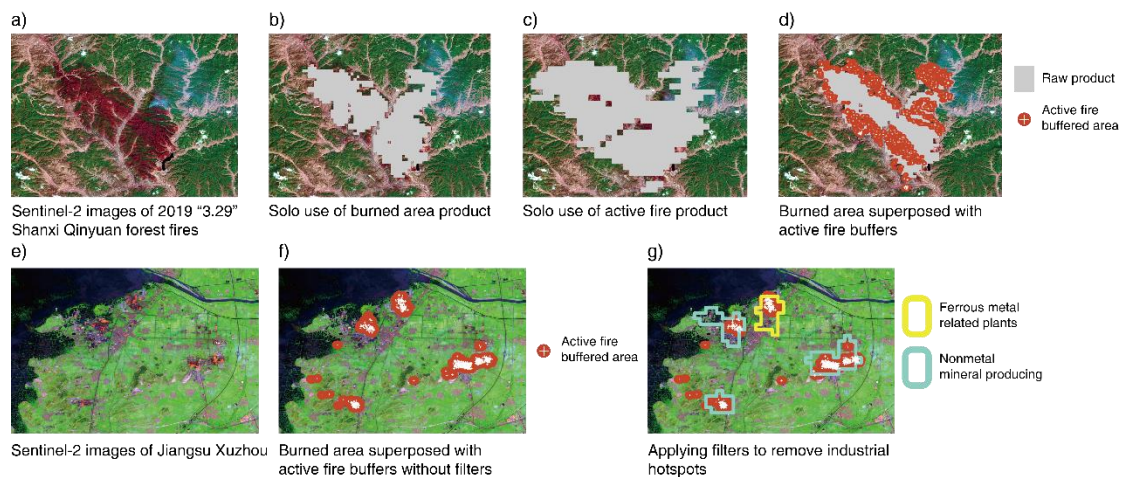 a)
b)
c)
d)
Raw product
Active fire
buffered area
Sentinel-2 images of 2019 “3.29”
Shanxi Qinyuan forest fires
Solo use of burned area product
Solo use of active fire product
Burned area superposed with
active fire buffers
e)
f)
g)
Active fire
buffered area
Ferrous metal
related plants
Nonmetal
mineral producing
Sentinel-2 images of Jiangsu Xuzhou
Burned area superposed with
active fire buffers without filters
Applying filters to remove industrial
hotspots